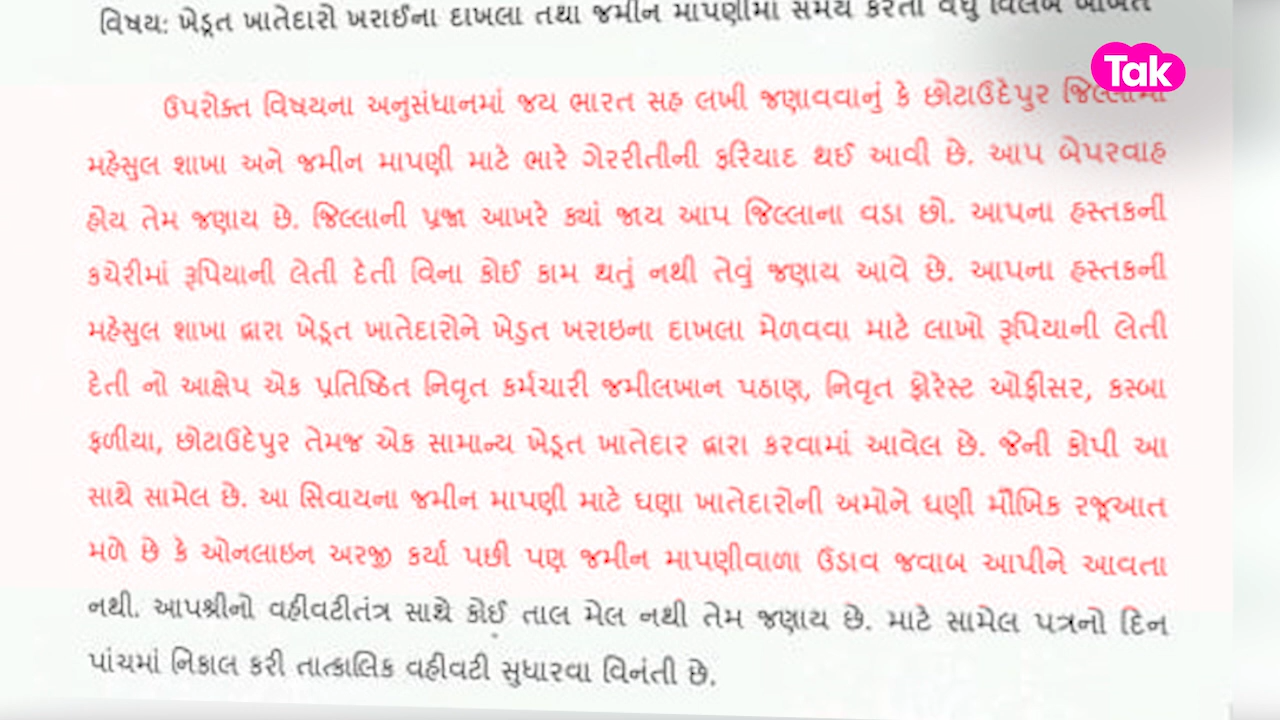 વિષય: ખેડૂત ખાતેદારો ખરાઈના દાખલા તથા જમીન માપણીમાં સમય કરતા વધુ વિલંબ બાબત
Tak
ઉપરોક્ત વિષયના અનુસંધાનમાં જય ભારત સહ લખી જણાવવાનું કે છોટાઉદેપુર જિલ્લામાં
મહેસુલ શાખા અને જમીન માપણી માટે ભારે ગેરરીતીની ફરિયાદ થઈ આવી છે. આપ બેપરવાહ
હોય તેમ જણાય છે. જિલ્લાની પ્રજા આખરે ક્યાં જાય આપ જિલ્લાના વડા છો. આપના હસ્તકની
કચેરીમાં રૂપિયાની લેતી દેતી વિના કોઈ કામ થતું નથી તેવું જણાય આવે છે. આપના હસ્તકની
મહેસુલ શાખા દ્વારા ખેડૂત ખાતેદારોને ખેડુત ખરાઇના દાખલા મેળવવા માટે લાખો રૂપિયાની લેતી
દેતી નો આક્ષેપ એક પ્રતિષ્ઠિત નિવૃત કર્મચારી જમીલખાન પઠાણ, નિવૃત ફોરેસ્ટ ઓફીસર, કસ્બા
ફળીયા, છોટાઉદેપુર તેમજ એક સામાન્ય ખેડૂત ખાતેદાર દ્વારા કરવામાં આવેલ છે. જેની કોપી આ
સાથે સામેલ છે. આ સિવાયના જમીન માપણી માટે ઘણા ખાતેદારોની અમોને ઘણી મૌખિક રજૂઆત
મળે છે કે ઓનલાઇન અરજી કર્યા પછી પણ જમીન માપણીવાળા ઉડાવ જવાબ આપીને આવતા
નથી. આપશ્રીનો વહીવટીતંત્ર સાથે કોઈ તાલ મેલ નથી તેમ જણાય છે. માટે સામેલ પત્રનો દિન
પાંચમાં નિકાલ કરી તાત્કાલિક વહીવટી સુધારવા વિનંતી છે.